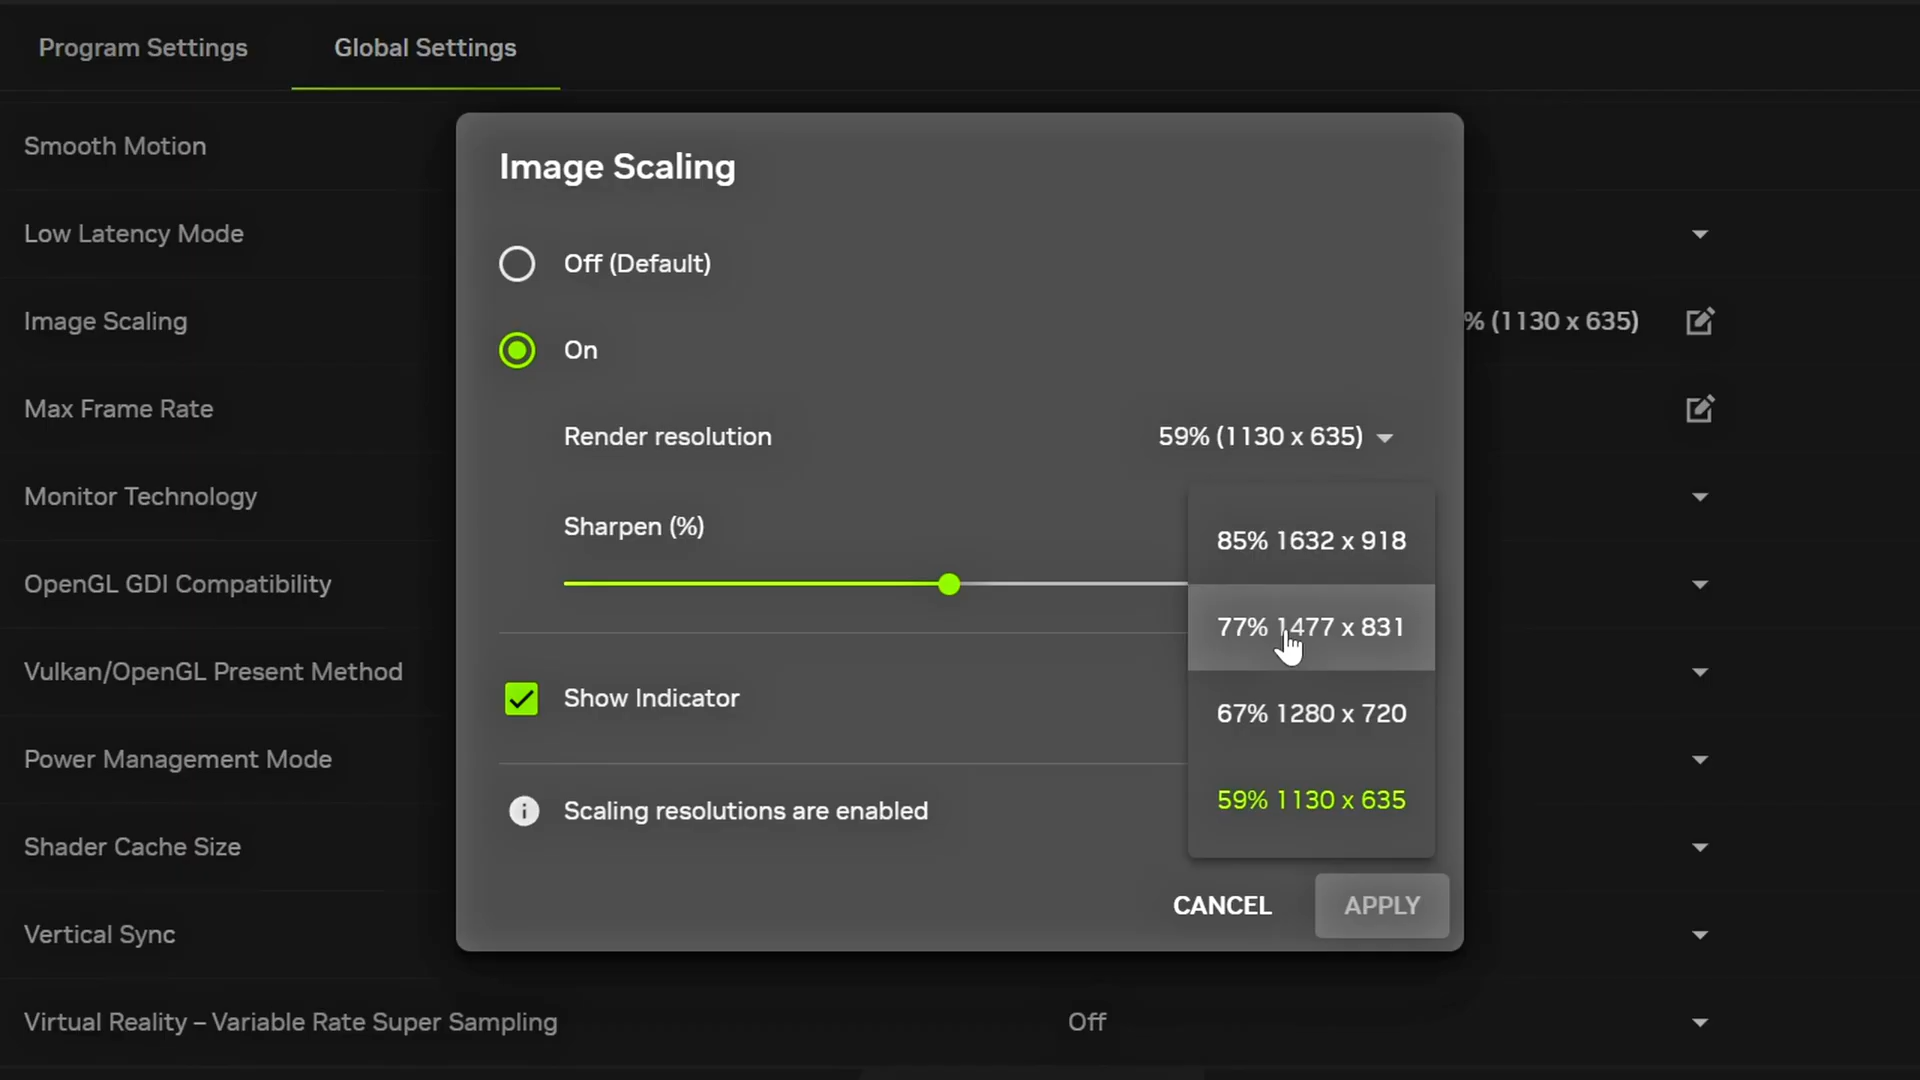 Program Settings
Global Settings
Smooth Motion
Low Latency Mode
Image Scaling
% (1130 x 635)
Max Frame Rate
Monitor Technology
OpenGL GDI Compatibility
Vulkan/OpenGL Present Method
Power Management Mode
Shader Cache Size
Vertical Sync
Virtual Reality – Variable Rate Super Sampling
Off
Image Scaling
Off (Default)
On
Render resolution
59% (1130 x 635)
Sharpen (%)
85% 1632 x 918
77% 1477 x 831
67% 1280 x 720
59% 1130 x 635
Show Indicator
Scaling resolutions are enabled
CANCEL
APPLY